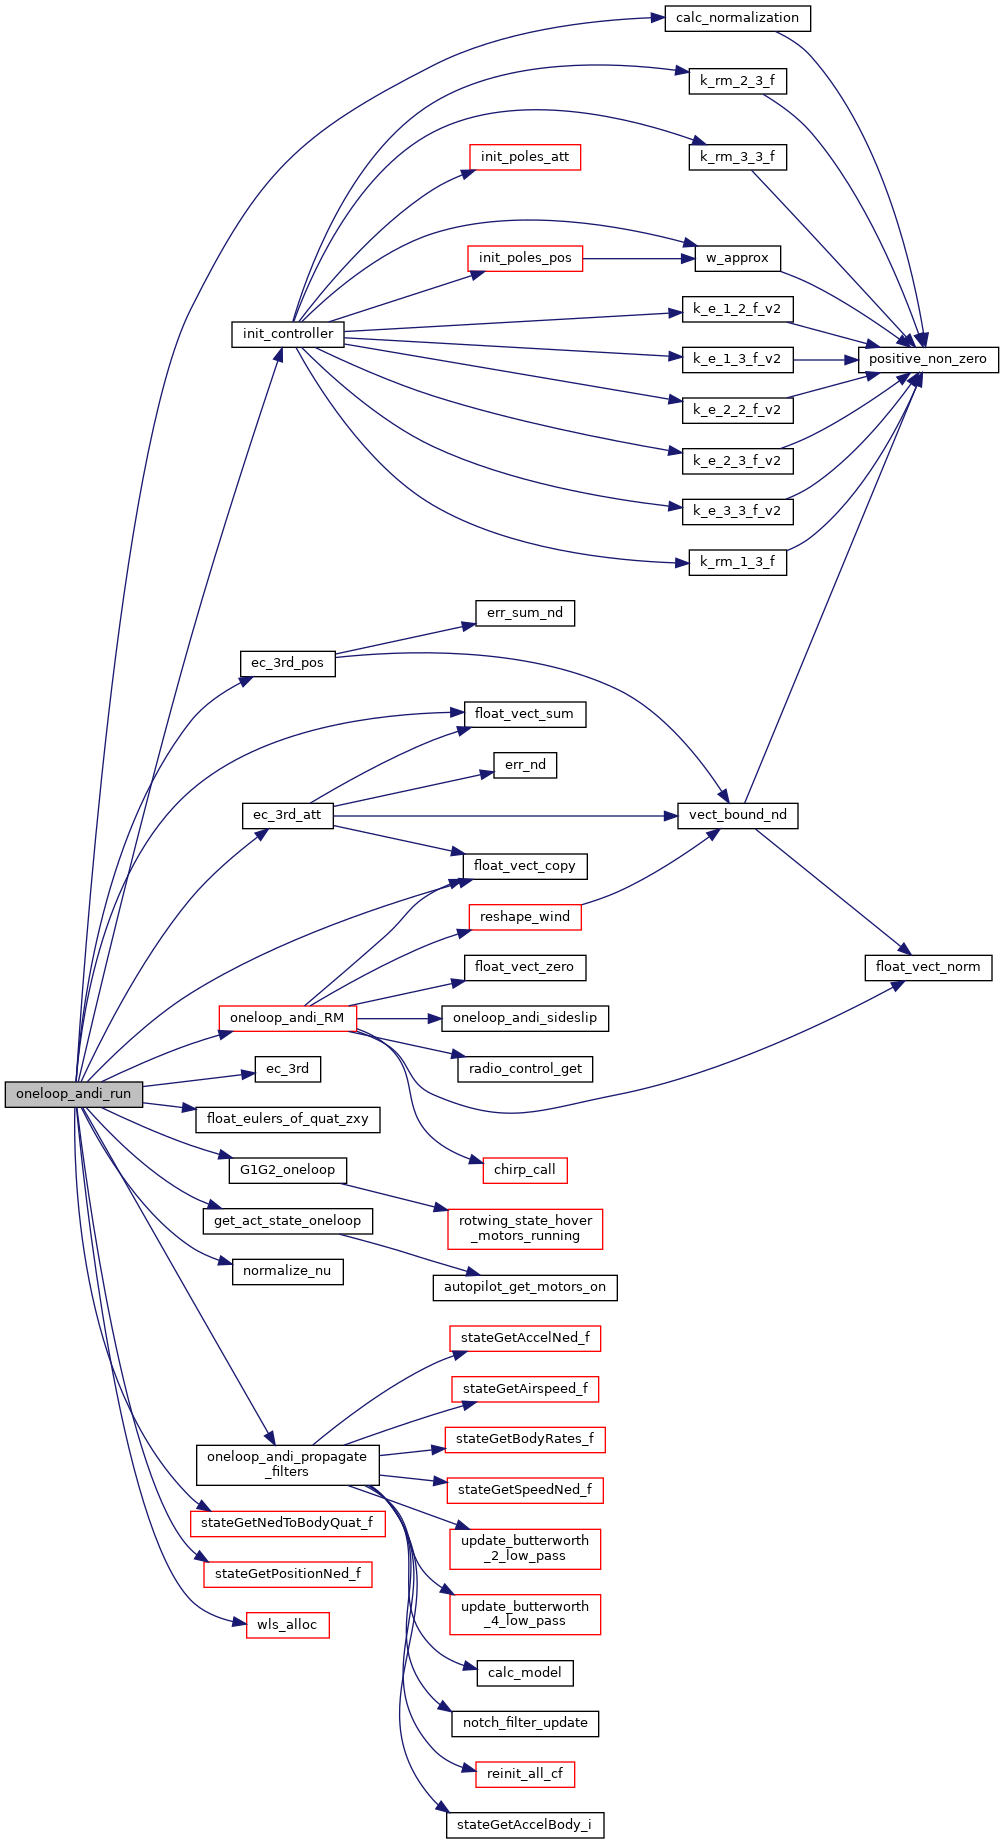 calc_normalization
k_rm_2_3_f
k_rm_3_3_f
init_poles_att
init_poles_pos
w_approx
k_e_1_2_f_v2
init_controller
k_e_1_3_f_v2
positive_non_zero
k_e_2_2_f_v2
k_e_2_3_f_v2
k_e_3_3_f_v2
k_rm_1_3_f
err_sum_nd
ec_3rd_pos
float_vect_sum
err_nd
ec_3rd_att
vect_bound_nd
float_vect_copy
reshape_wind
float_vect_zero
float_vect_norm
oneloop_andi_RM
oneloop_andi_sideslip
ec_3rd
radio_control_get
oneloop_andi_run
float_eulers_of_quat_zxy
G1G2_oneloop
chirp_call
get_act_state_oneloop
rotwing_state_hover
_motors_running
normalize_nu
autopilot_get_motors_on
stateGetAccelNed_f
stateGetAirspeed_f
stateGetBodyRates_f
oneloop_andi_propagate
_filters
stateGetSpeedNed_f
stateGetNedToBodyQuat_f
update_butterworth
_2_low_pass
stateGetPositionNed_f
update_butterworth
_4_low_pass
wls_alloc
calc_model
notch_filter_update
reinit_all_cf
stateGetAccelBody_i